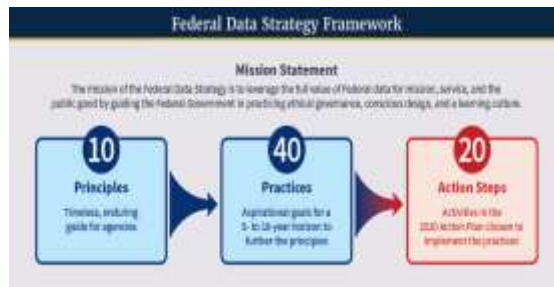 Federal Data Strategy Framework
Mission Statement
The mission of the Federal Data Strategy is to leverage the full value of Federal data for mission, service, and the
public good by guiding the Federal Government in practicing ethical governance, conscious design, and a learning culture.
10
Principles
Timeless, enduring
guide for agencies
40
Practices
Aspirational goals for a
5- to 10-year horizon to
further the principles
20
Action Steps
Activities in the
2020 Action Plan chosen to
implement the practices